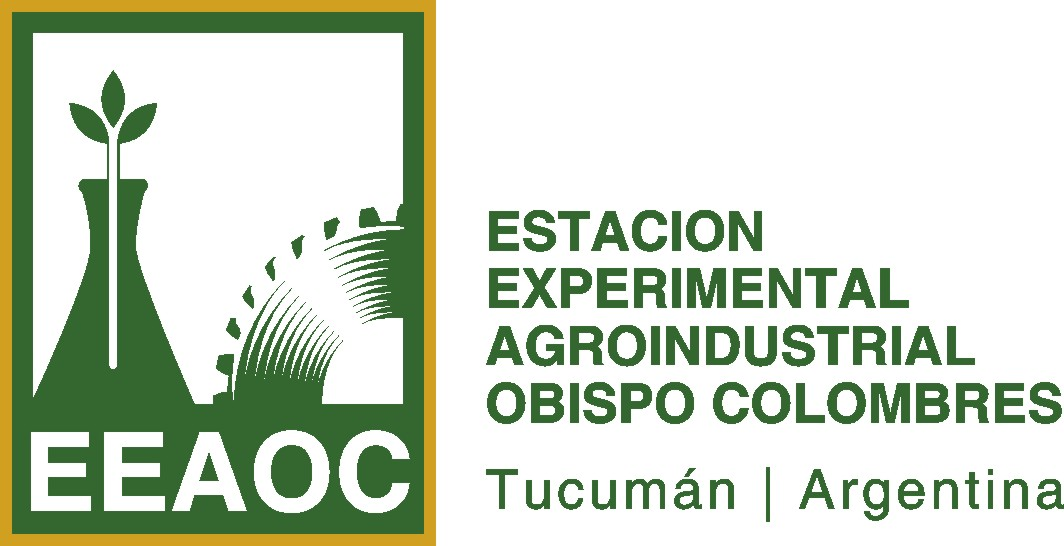 EEAOC
ESTACION
EXPERIMENTAL
AGROINDUSTRIAL
OBISPO COLOMBRES
Tucumán | Argentina